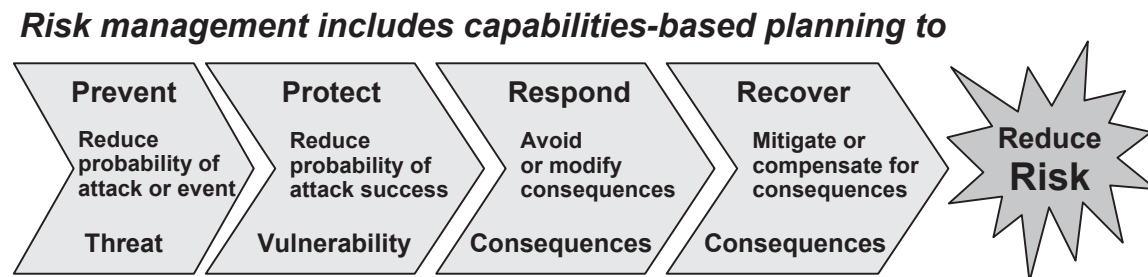 Risk management includes capabilities-based planning to
Prevent
Reduce
probability of
attack or event
Threat
Protect
Reduce
probability of
attack success
Vulnerability
Respond
Avoid
or modify
consequences
Consequences
Recover
Mitigate or
compensate for
consequences
Consequences
Reduce
Risk